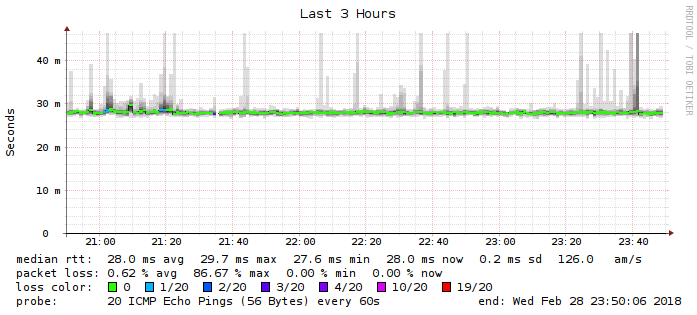 Last 3 Hours
RRDTOOL / TOBI OETIKER
Seconds
40 m
30 m
20 m
10 m
0
21:00 21:20 21:40 22:00 22:20 22:40 23:00 23:20 23:40
median rtt: 28.0 ms avg 29.7 ms max 27.6 ms min 28.0 ms now 0.2 ms sd 126.0 am/s
packet loss: 0.62 % avg 86.67 % max 0.00 % min 0.00 % now
loss color: 0 1/20 2/20 3/20 4/20 10/20 19/20
probe: 20 ICMP Echo Pings (56 Bytes) every 60s end: Wed Feb 28 23:50:06 2018